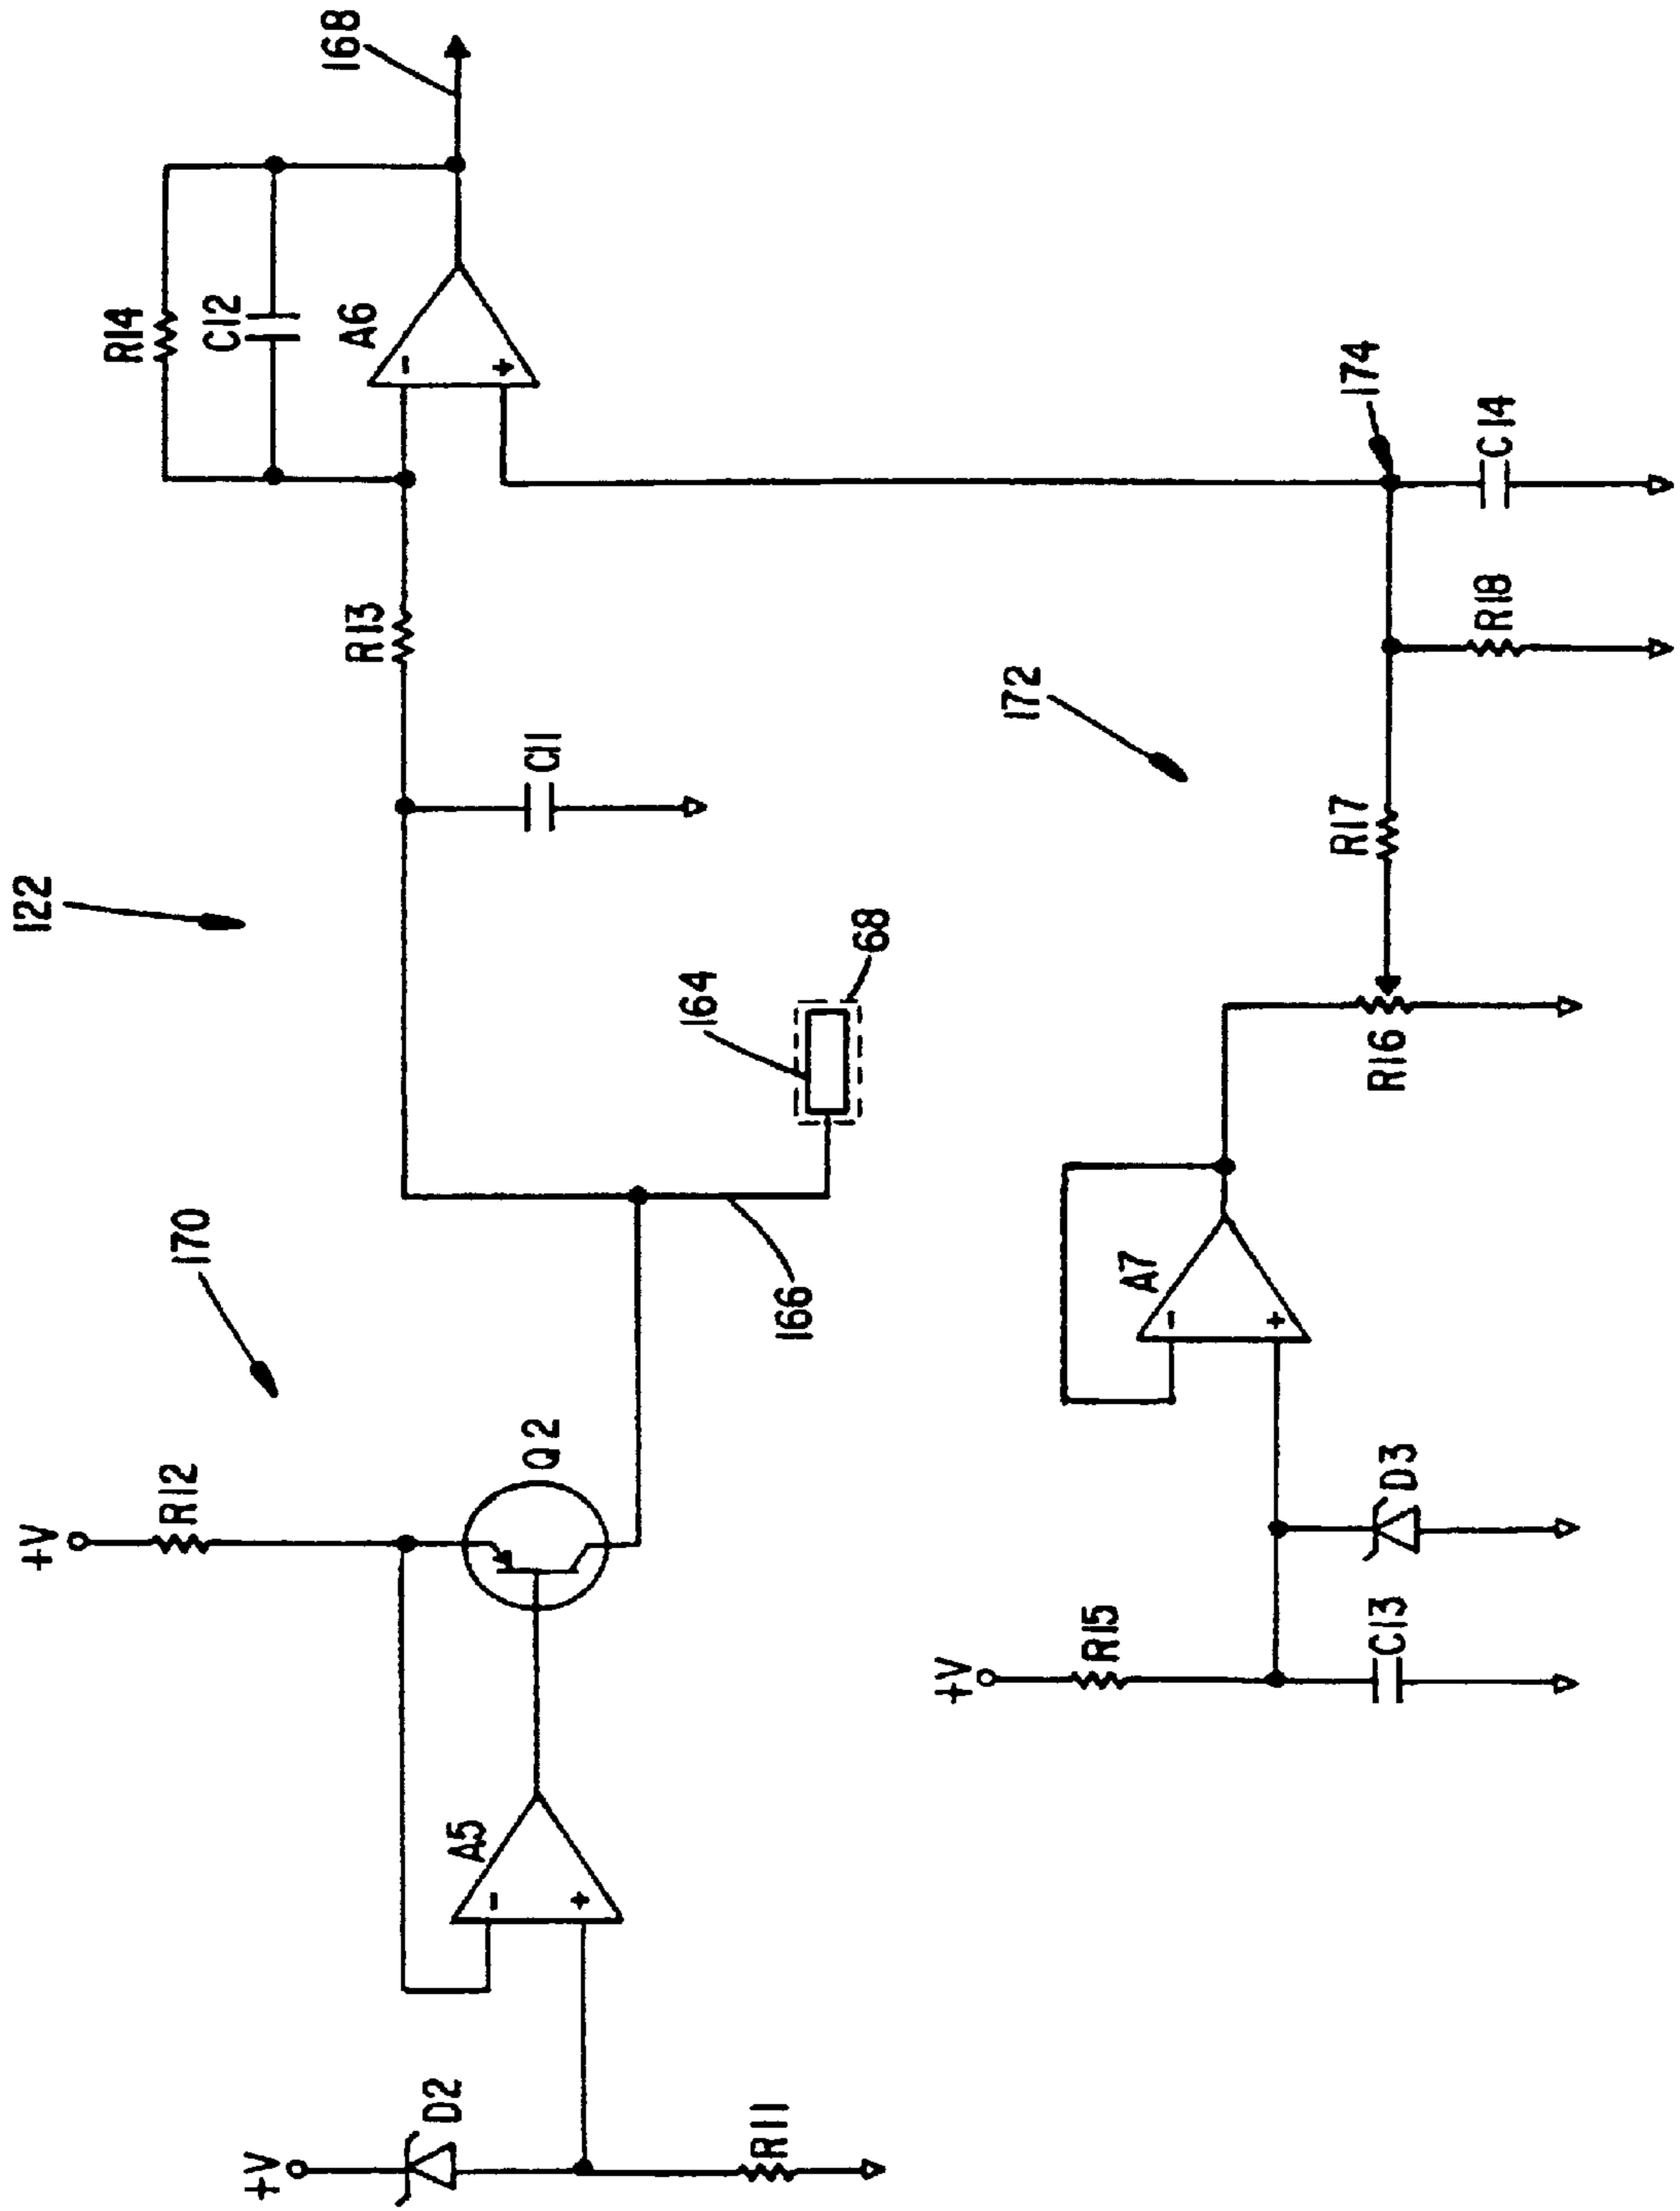 122
168
R14
C12
A6
R13
C11
170
+V
R12
Q2
A5
-
+
+V
D2
R11
164
68
166
-
+
172
174
C14
R18
R17
R16
A7
-
+
+V
R15
D3
C13